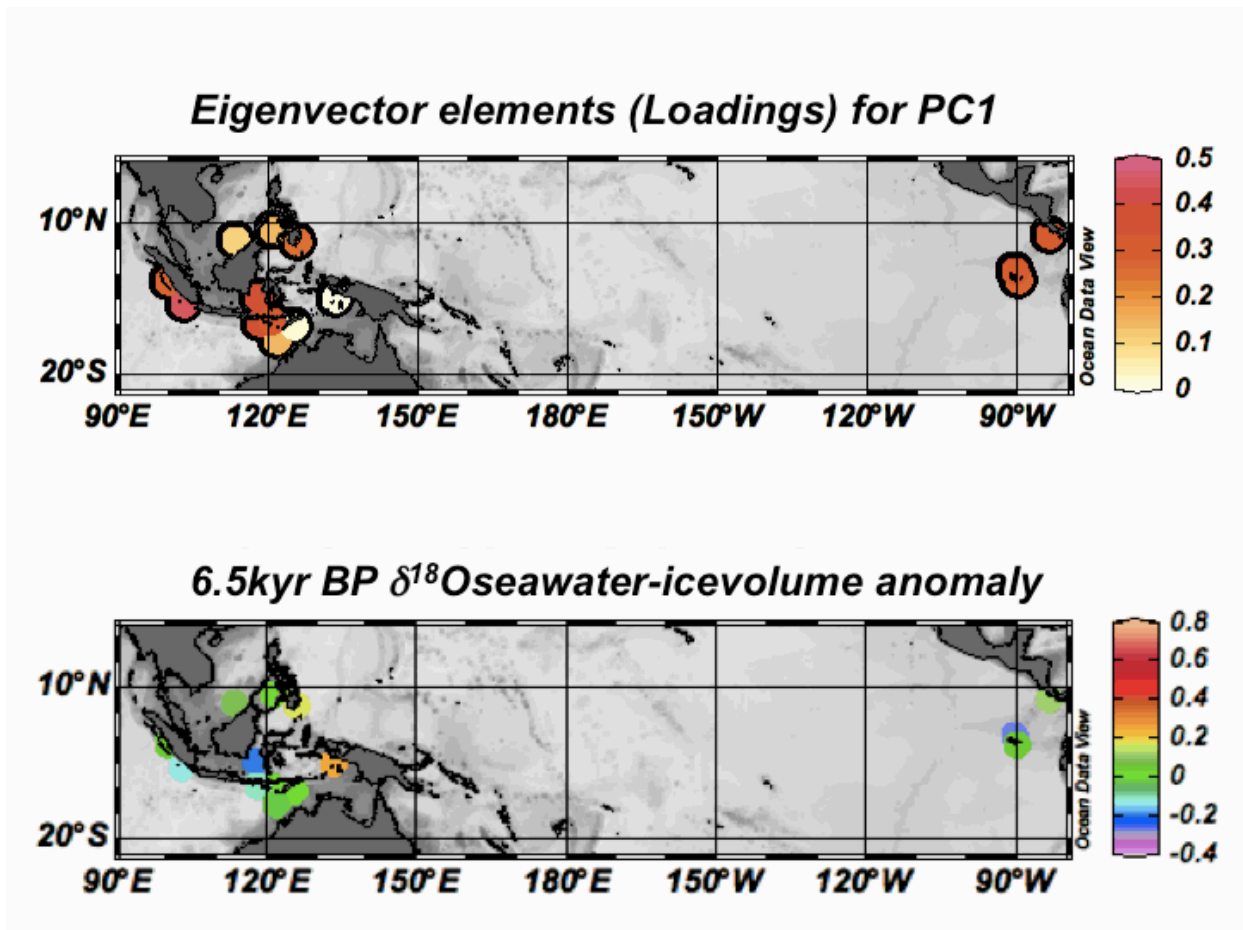 Eigenvector elements (Loadings) for PC1
0.5
0.4
0.3
0.2
0.1
0
10°N
20°S
Ocean Data View
90°E 120°E 150°E 180°E 150°W 120°W 90°W
6.5kyr BP δ18Oseawater-icevolume anomaly
0.8
0.6
0.4
0.2
0
-0.2
-0.4
10°N
20°S
Ocean Data View
90°E 120°E 150°E 180°E 150°W 120°W 90°W